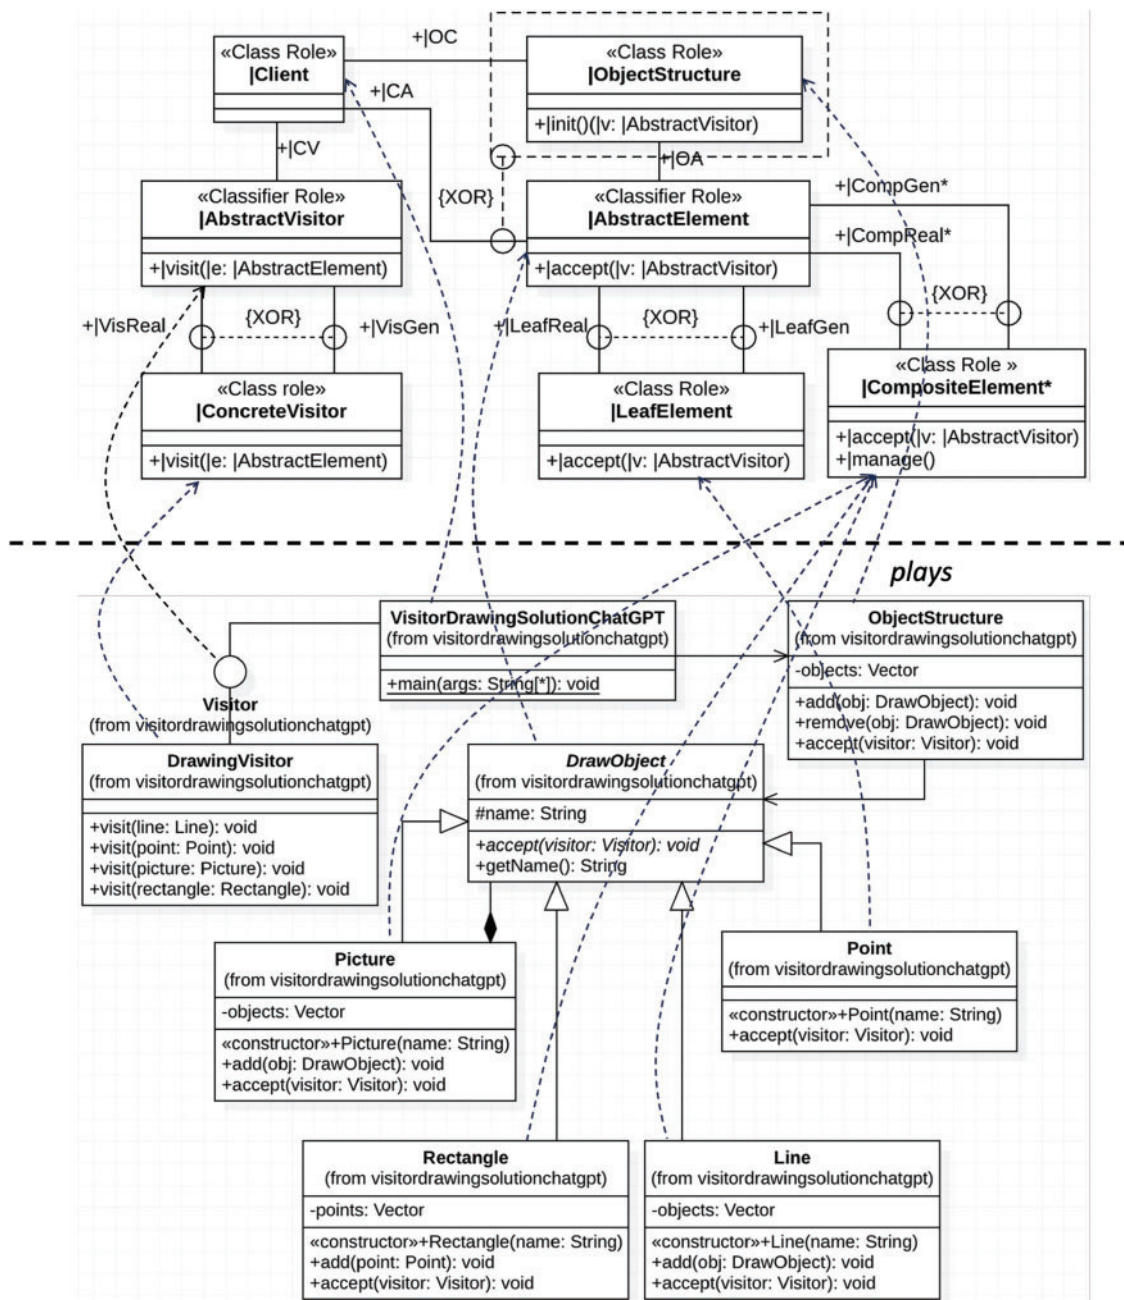 +|OC
«Class Role»
|Client
«Class Role»
|ObjectStructure
+|init()(|v: |AbstractVisitor)
+|CA
+|CV
+|OA
«Classifier Role»
|AbstractVisitor
+|visit(|e: |AbstractElement)
{XOR}
«Classifier Role»
|AbstractElement
+|accept(|v: |AbstractVisitor)
+|CompGen*
+|CompReal*
+|VisReal
{XOR}
+|VisGen
+|LeafReal
{XOR}
+|LeafGen
{XOR}
«Class role»
|ConcreteVisitor
+|visit(|e: |AbstractElement)
«Class Role»
|LeafElement
+|accept(|v: |AbstractVisitor)
«Class Role »
|CompositeElement*
+|accept(|v: |AbstractVisitor)
+|manage()
plays
VisitorDrawingSolutionChatGPT
(from visitordrawingsolutionchatgpt)
+main(args: String[*]): void
ObjectStructure
(from visitordrawingsolutionchatgpt)
-objects: Vector
+add(obj: DrawObject): void
+remove(obj: DrawObject): void
+accept(visitor: Visitor): void
Visitor
(from visitordrawingsolutionchatgpt)
DrawingVisitor
(from visitordrawingsolutionchatgpt)
+visit(line: Line): void
+visit(point: Point): void
+visit(picture: Picture): void
+visit(rectangle: Rectangle): void
DrawObject
(from visitordrawingsolutionchatgpt)
#name: String
+accept(visitor: Visitor): void
+getName(): String
Picture
(from visitordrawingsolutionchatgpt)
-objects: Vector
«constructor»+Picture(name: String)
+add(obj: DrawObject): void
+accept(visitor: Visitor): void
Point
(from visitordrawingsolutionchatgpt)
«constructor»+Point(name: String)
+accept(visitor: Visitor): void
Rectangle
(from visitordrawingsolutionchatgpt)
-points: Vector
«constructor»+Rectangle(name: String)
+add(point: Point): void
+accept(visitor: Visitor): void
Line
(from visitordrawingsolutionchatgpt)
-objects: Vector
«constructor»+Line(name: String)
+add(obj: DrawObject): void
+accept(visitor: Visitor): void